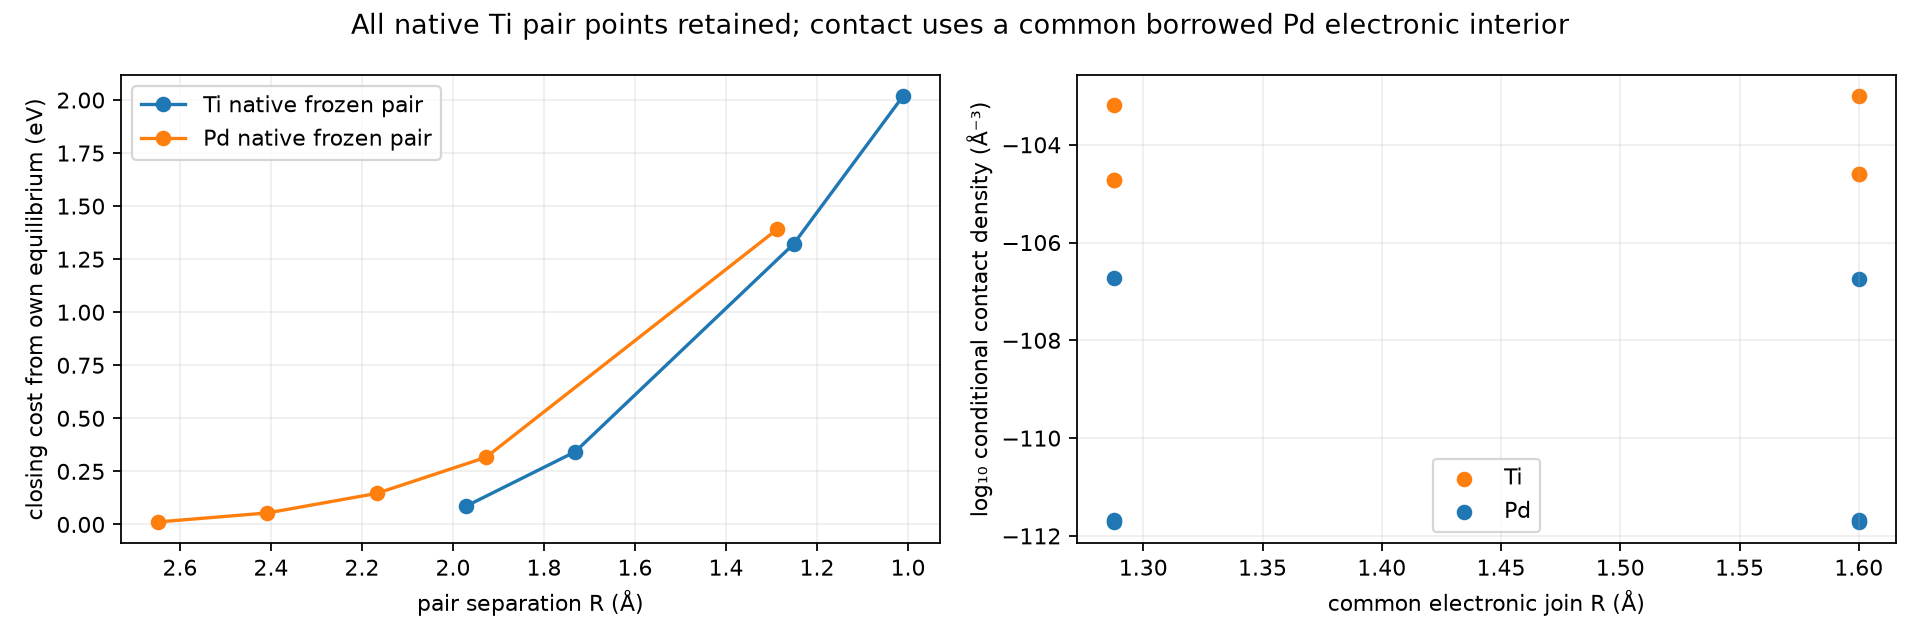 All native Ti pair points retained; contact uses a common borrowed Pd electronic interior
closing cost from own equilibrium (eV)
2.00
1.75
1.50
1.25
1.00
0.75
0.50
0.25
0.00
Ti native frozen pair
Pd native frozen pair
2.6 2.4 2.2 2.0 1.8 1.6 1.4 1.2 1.0
pair separation R (Å)
log₁₀ conditional contact density (Å⁻³)
−104
−106
−108
−110
−112
Ti
Pd
1.30 1.35 1.40 1.45 1.50 1.55 1.60
common electronic join R (Å)